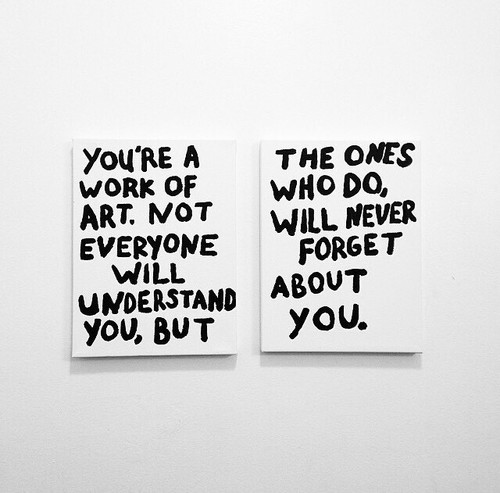 YOU'RE A
WORK OF
ART. NOT
EVERYONE
WILL
UNDERSTAND
YOU, BUT
THE ONES
WHO DO,
WILL NEVER
FORGET
ABOUT
YOU.